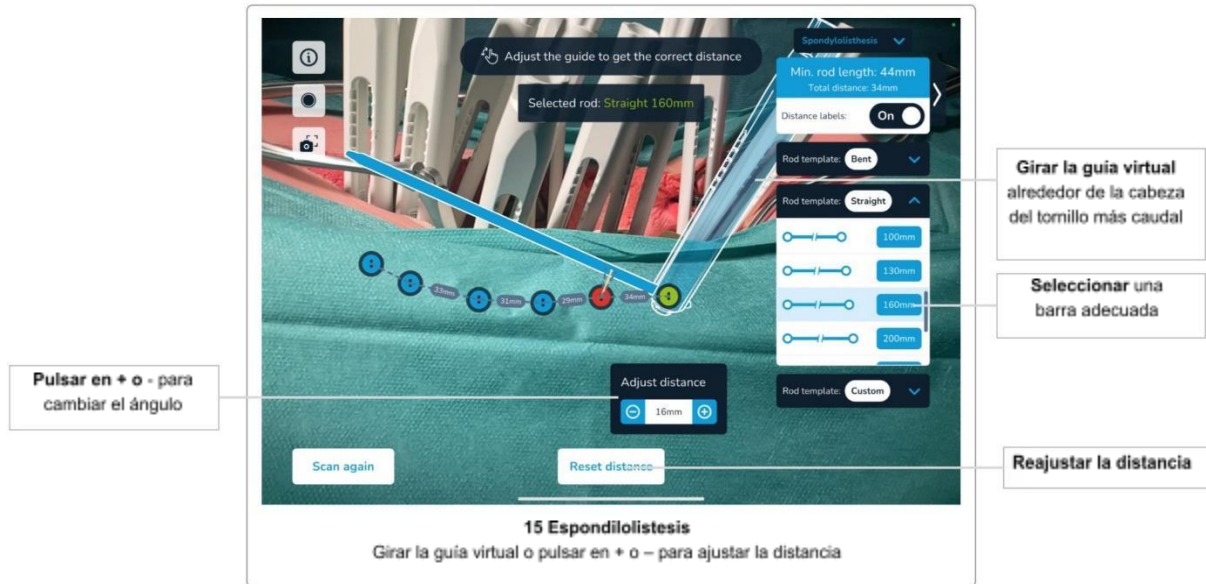 Spondylolisthesis
Adjust the guide to get the correct distance
Min. rod length: 44mm
Total distance: 34mm
Selected rod: Straight 160mm
Distance labels: On
Rod template: Bent
Rod template: Straight
100mm
130mm
160mm
200mm
Rod template: Custom
23mm
31mm
29mm
34mm
Adjust distance
16mm
Scan again
Reset distance
Girar la guía virtual
alrededor de la cabeza
del tornillo más caudal
Seleccionar una
barra adecuada
Pulsar en + o - para
cambiar el ángulo
Reajustar la distancia
15 Espondilolistesis
Girar la guía virtual o pulsar en + o – para ajustar la distancia